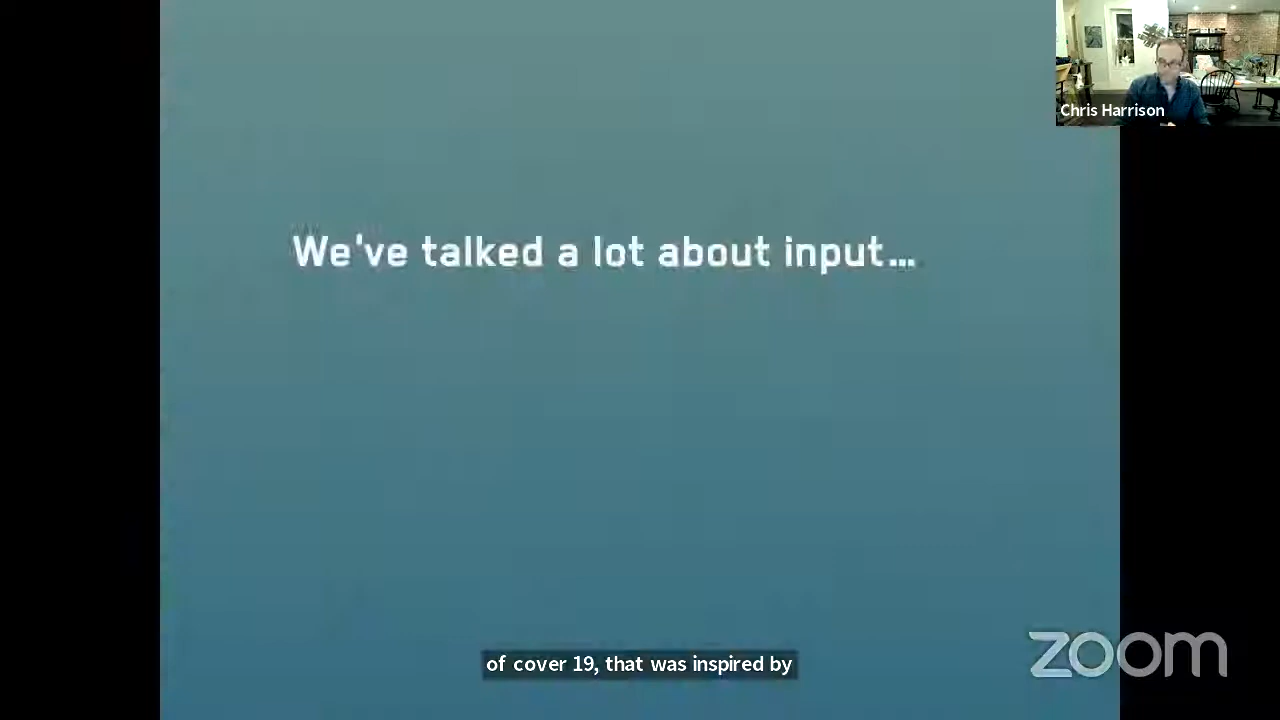 Chris Harrison
We've talked a lot about input...
of cover 19, that was inspired by
zoom